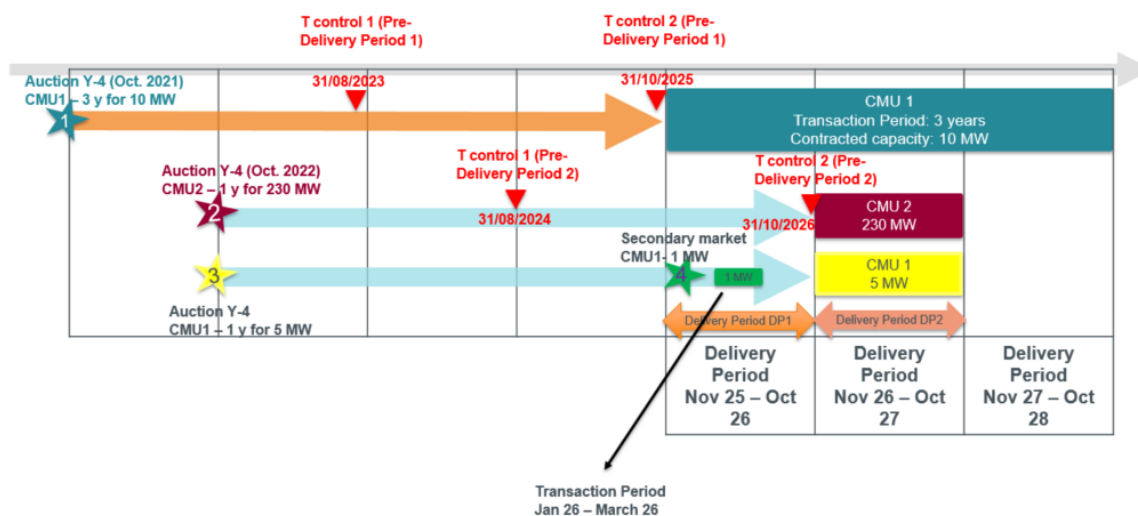 T control 1 (Pre-
Delivery Period 1)
T control 2 (Pre-
Delivery Period 1)
Auction Y-4 (Oct. 2021)
CMU1 – 3 y for 10 MW
31/08/2023
31/10/2025
1
CMU 1
Transaction Period: 3 years
Contracted capacity: 10 MW
Auction Y-4 (Oct. 2022)
CMU2 – 1 y for 230 MW
T control 1 (Pre-
Delivery Period 2)
T control 2 (Pre-
Delivery Period 2)
2
31/08/2024
31/10/2026
CMU 2
230 MW
Secondary market
CMU1- 1 MW
3
4
1 MW
CMU 1
5 MW
Auction Y-4
CMU1 – 1 y for 5 MW
Delivery Period DP1
Delivery Period DP2
Delivery
Period
Nov 25 – Oct
26
Delivery
Period
Nov 26 – Oct
27
Delivery
Period
Nov 27 – Oct
28
Transaction Period
Jan 26 – March 26